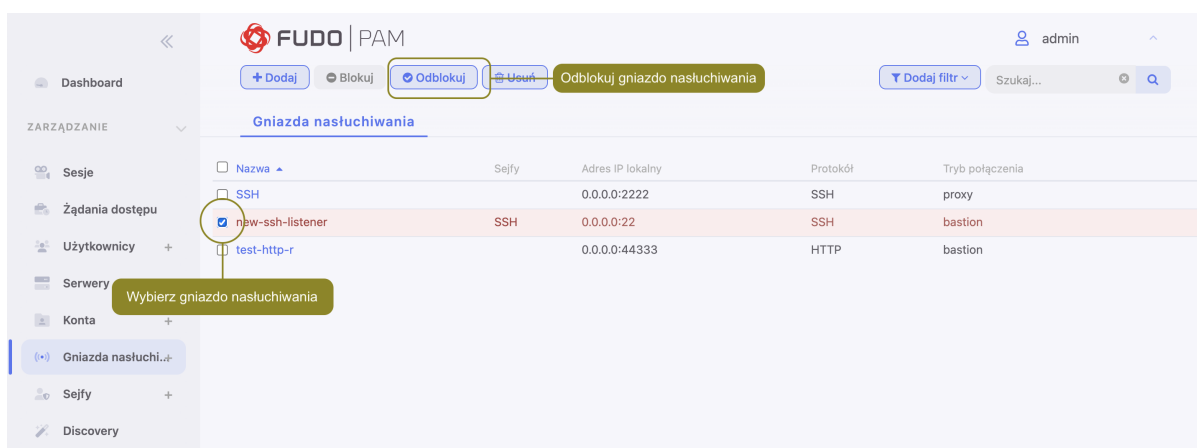 FUDO PAM
admin
Dashboard
+ Dodaj Blokuj Odblokuj Usuń Odblokuj gniazdo nasłuchiwania Dodaj filtr Szukaj...
ZARZĄDZANIE
Gniazda nasłuchiwania
Sesje
Nazwa Sejfy Adres IP lokalny Protokół Tryb połączenia
SSH 0.0.0.0:2222 SSH proxy
Żądania dostępu
new-ssh-listener SSH 0.0.0.0:22 SSH bastion
Użytkownicy +
test-http-r 0.0.0.0:44333 HTTP bastion
Serwery
Wybierz gniazdo nasłuchiwania
Konta +
Gniazda nasłuchi..+
Sejfy +
Discovery